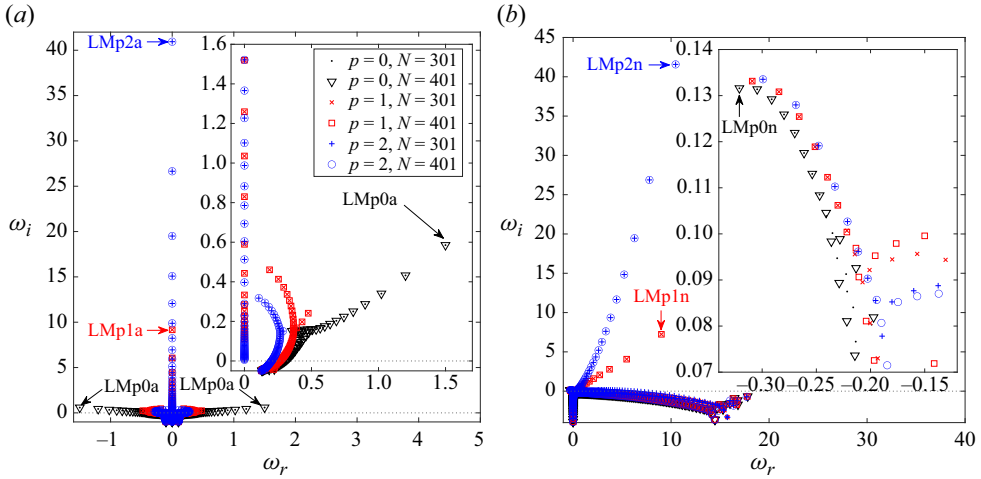 (a)
(b)
40
35
30
25
20
15
10
5
0
ω_i
−1
0
1
2
3
4
5
ω_r
LMp2a
LMp1a
LMp0a
LMp0a
1.6
1.4
1.2
1.0
0.8
0.6
0.4
0.2
0
0
0.5
1.0
1.5
p = 0, N = 301
p = 0, N = 401
p = 1, N = 301
p = 1, N = 401
p = 2, N = 301
p = 2, N = 401
LMp0a
45
40
35
30
25
20
15
10
5
0
ω_i
0
10
20
30
40
ω_r
LMp2n
LMp1n
0.14
0.13
0.12
0.11
0.10
0.09
0.08
0.07
−0.30
−0.25
−0.20
−0.15
LMp0n